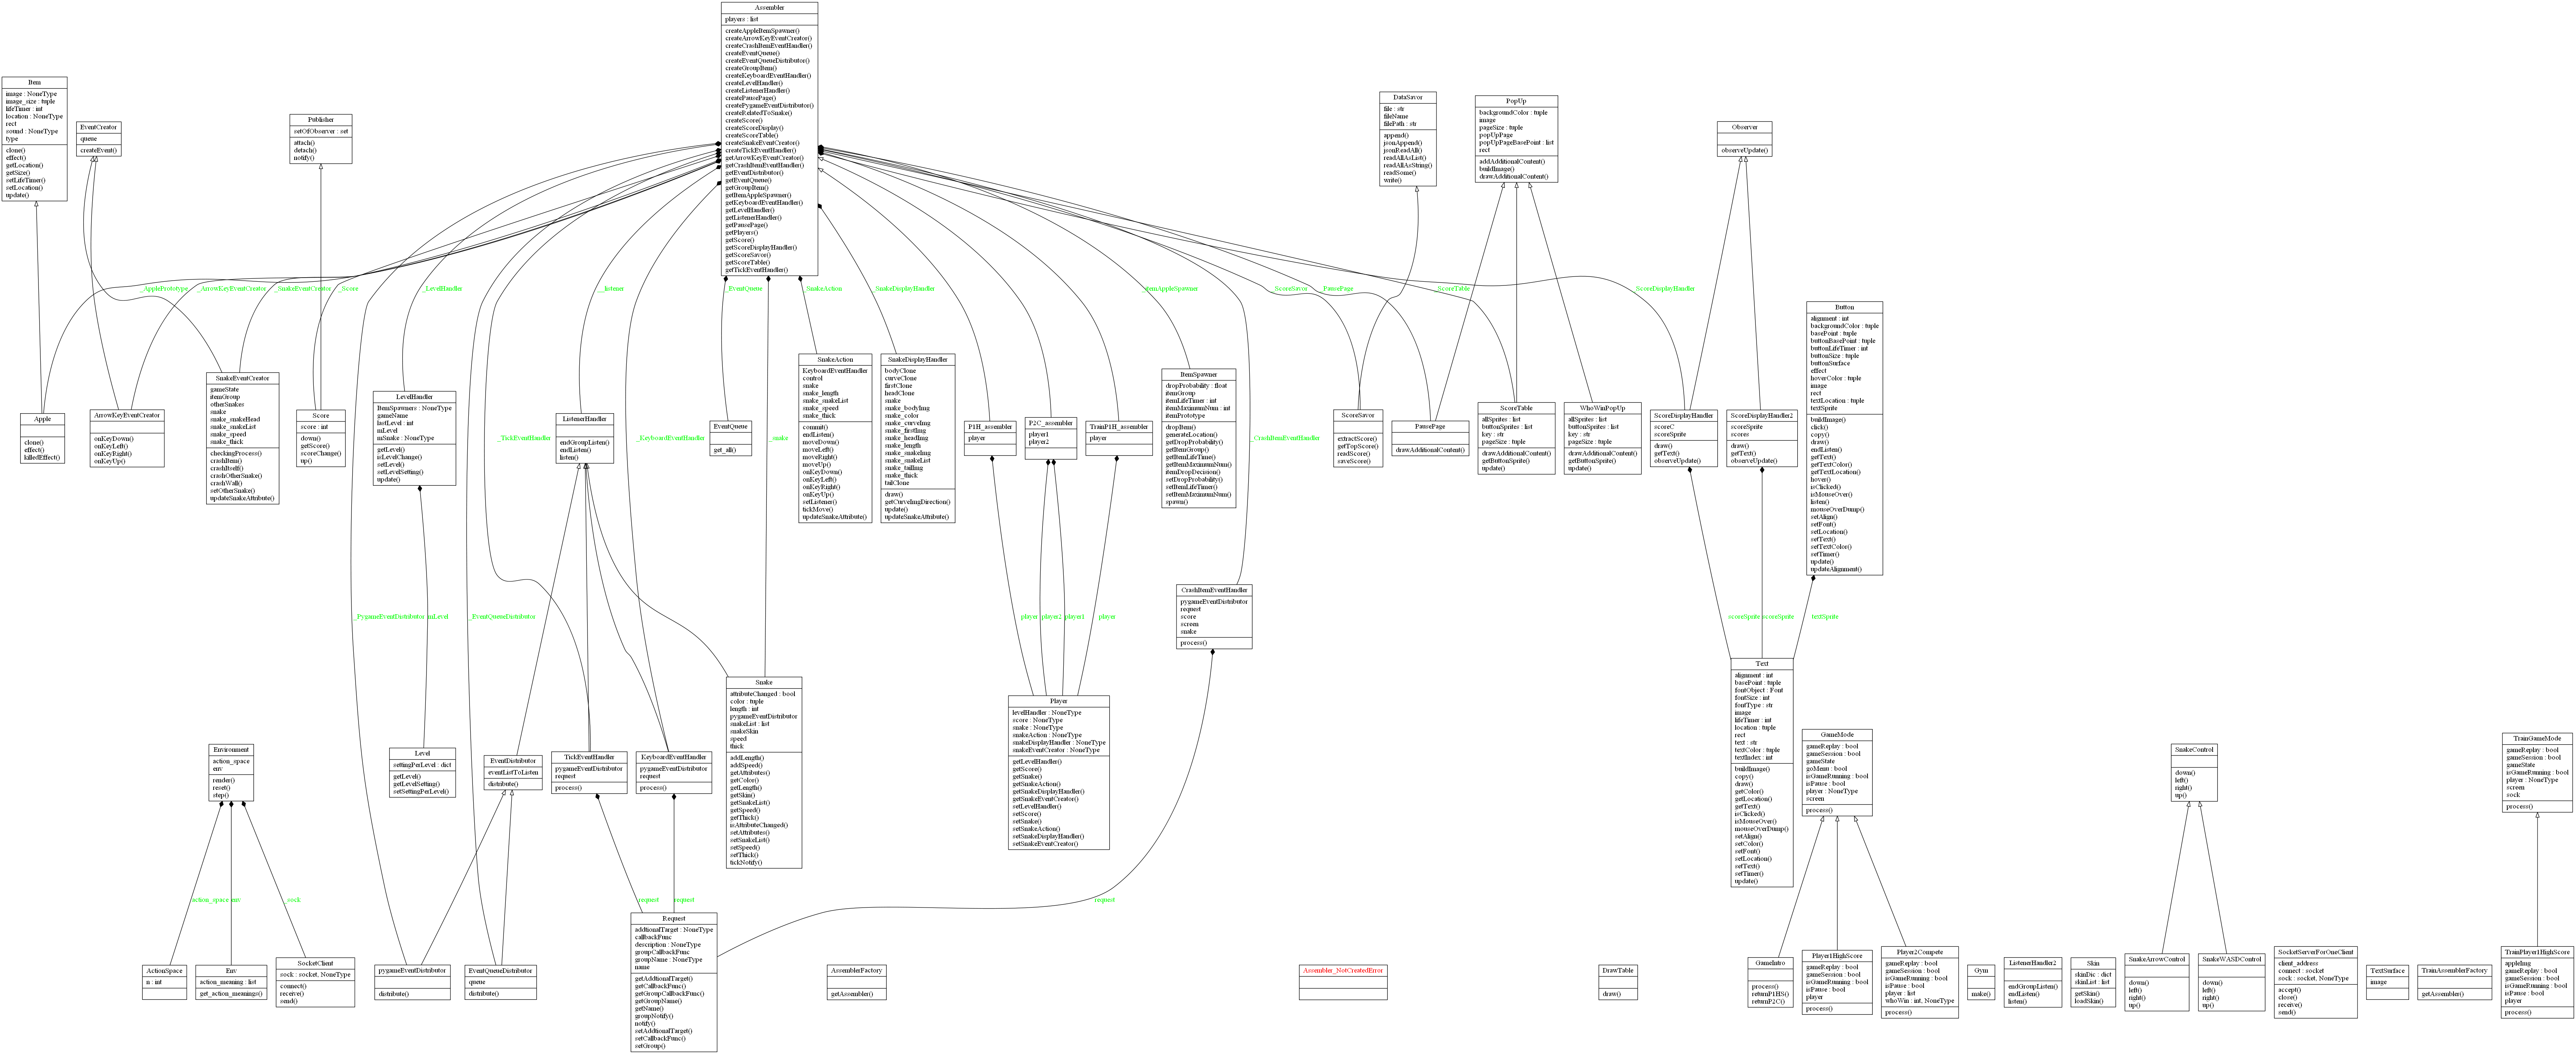 Assembler
players : list
createAppleItemSpawner()
createArrowKeyEventCreator()
createCrashItemEventHandler()
createEventQueue()
createEventQueueDistributor()
createGroupItem()
createKeyboardEventHandler()
createLevelHandler()
createListenerHandler()
createPausePage()
createPygameEventDistributor()
createRelatedToSnake()
createScore()
createScoreDisplay()
createScoreTable()
createSnakeEventCreator()
createTickEventHandler()
getArrowKeyEventCreator()
getCrashItemEventHandler()
getEventDistributor()
getEventQueue()
getGroupItem()
getItemAppleSpawner()
getKeyboardEventHandler()
getLevelHandler()
getListenerHandler()
getPausePage()
getPlayers()
getScore()
getScoreDisplayHandler()
getScoreSavor()
getScoreTable()
getTickEventHandler()
Item
image : NoneType
image_size : tuple
lifeTimer : int
location : NoneType
rect
sound : NoneType
type
clone()
effect()
getLocation()
getSize()
setLifeTimer()
setLocation()
update()
EventCreator
queue
createEvent()
Publisher
setOfObserver : set
attach()
detach()
notify()
DataSavor
file : str
fileName
filePath : str
append()
jsonAppend()
jsonReadAll()
readAllAsList()
readAllAsString()
readSome()
write()
PopUp
backgroundColor : tuple
image
pageSize : tuple
popUpPage
popUpPageBasePoint : list
rect
addAdditionalContent()
buildImage()
drawAdditionalContent()
Observer
observeUpdate()
_ApplePrototype
_ArrowKeyEventCreator
_SnakeEventCreator
_Score
_LevelHandler
__listener
_EventQueue
SnakeAction
SnakeDisplayHandler
_itemAppleSpawner
ScoreSavor
_PausePage
ScoreTable
ScoreDisplayHandler
Button
alignment : int
backgroundColor : tuple
basePoint : tuple
buttonBasePoint : tuple
buttonLifeTimer : int
buttonSize : tuple
buttonSurface
effect
hoverColor : tuple
image
rect
textLocation : tuple
textSprite
buildImage()
click()
copy()
draw()
endListen()
getText()
getTextColor()
getTextLocation()
hover()
isClicked()
isMouseOver()
listen()
mouseOverDump()
setAlign()
setFont()
setLocation()
setText()
setTextColor()
setTimer()
update()
updateAlignment()
Apple
clone()
effect()
killedEffect()
ArrowKeyEventCreator
onKeyDown()
onKeyLeft()
onKeyRight()
onKeyUp()
SnakeEventCreator
gameState
itemGroup
otherSnakes
snake
snake_snakeHead
snake_snakeList
snake_speed
snake_thick
checkingProcess()
crashItem()
crashItself()
crashOtherSnake()
crashWall()
setOtherSnake()
updateSnakeAttribute()
Score
score : int
down()
getScore()
scoreChange()
up()
LevelHandler
ItemSpawners : NoneType
gameName
lastLevel : int
mLevel
mSnake : NoneType
getLevel()
isLevelChange()
setLevel()
setLevelSetting()
update()
ListenerHandler
endGroupListen()
endListen()
listen()
EventQueue
get_all()
SnakeAction
KeyboardEventHandler
control
snake
snake_length
snake_snakeList
snake_speed
snake_thick
commit()
endListen()
moveDown()
moveLeft()
moveRight()
moveUp()
onKeyDown()
onKeyLeft()
onKeyRight()
onKeyUp()
setListener()
tickMove()
updateSnakeAttribute()
SnakeDisplayHandler
bodyClone
curveClone
firstClone
headClone
snake
snake_bodyImg
snake_color
snake_curveImg
snake_firstImg
snake_headImg
snake_length
snake_snakeImg
snake_snakeList
snake_tailImg
snake_thick
tailClone
draw()
getCurveImgDirection()
update()
updateSnakeAttribute()
P1H_assembler
player
P2C_assembler
player1
player2
TrainP1H_assembler
player
ItemSpawner
dropProbability : float
itemGroup
itemLifeTimer : int
itemMaximumNum : int
itemPrototype
dropItem()
generateLocation()
getDropProbability()
getItemGroup()
getItemLifeTime()
getItemMaximumNum()
itemDropDecision()
setDropProbability()
setItemLifeTimer()
setItemMaximumNum()
spawn()
ScoreSavor
extractScore()
getTopScore()
readScore()
saveScore()
PausePage
drawAdditionalContent()
ScoreTable
allSprites : list
buttonSprites : list
key : str
pageSize : tuple
drawAdditionalContent()
getButtonSprite()
update()
WhoWinPopUp
allSprites : list
buttonSprites : list
key : str
pageSize : tuple
drawAdditionalContent()
getButtonSprite()
update()
ScoreDisplayHandler
scoreC
scoreSprite
draw()
getText()
observeUpdate()
ScoreDisplayHandler2
scoreSprite
scores
draw()
getText()
observeUpdate()
_TickEventHandler
_KeyboardEventHandler
_snake
_CrashItemEventHandler
_PygameEventDistributor
mLevel
_EventQueueDistributor
player
player2
player1
player
scoreSprite
scoreSprite
textSprite
CrashItemEventHandler
pygameEventDistributor
request
score
screen
snake
process()
Snake
attributeChanged : bool
color : tuple
length : int
pygameEventDistributor
snakeList : list
snakeSkin
speed
thick
addLength()
addSpeed()
getAttributes()
getColor()
getLength()
getSkin()
getSnakeList()
getSpeed()
getThick()
isAttributeChanged()
setAttributes()
setSnakeList()
setSpeed()
setThick()
tickNotify()
Player
levelHandler : NoneType
score : NoneType
snake : NoneType
snakeAction : NoneType
snakeDisplayHandler : NoneType
snakeEventCreator : NoneType
getLevelHandler()
getScore()
getSnake()
getSnakeAction()
getSnakeDisplayHandler()
getSnakeEventCreator()
setLevelHandler()
setScore()
setSnake()
setSnakeAction()
setSnakeDisplayHandler()
setSnakeEventCreator()
Text
alignment : int
basePoint : tuple
fontObject : Font
fontSize : int
fontType : str
image
lifeTimer : int
location : tuple
rect
text : str
textColor : tuple
textIndex : int
buildImage()
copy()
draw()
getColor()
getLocation()
getText()
isClicked()
isMouseOver()
mouseOverDump()
setAlign()
setColor()
setFont()
setLocation()
setText()
setTimer()
update()
Environment
action_space
env
render()
reset()
step()
Level
settingPerLevel : dict
getLevel()
getLevelSetting()
setSettingPerLevel()
EventDistributor
eventListToListen
distribute()
TickEventHandler
pygameEventDistributor
request
process()
KeyboardEventHandler
pygameEventDistributor
request
process()
GameMode
gameReplay : bool
gameSession : bool
gameState
goMenu : bool
isGameRunning : bool
isPause : bool
player : NoneType
screen
process()
SnakeControl
down()
left()
right()
up()
TrainGameMode
gameReplay : bool
gameSession : bool
gameState
isGameRunning : bool
player : NoneType
screen
sock
process()
action_space
env
sock
request
request
request
ActionSpace
n : int
Env
action_meaning : list
get_action_meanings()
SocketClient
sock : socket, NoneType
connect()
receive()
send()
pygameEventDistributor
distribute()
EventQueueDistributor
queue
distribute()
Request
addtionalTarget : NoneType
callbackFunc
description : NoneType
groupCallbackFunc
groupName : NoneType
name
getAddtionalTarget()
getCallbackFunc()
getGroupCallbackFunc()
getGroupName()
getName()
groupNotify()
notify()
setAddtionalTarget()
setCallbackFunc()
setGroup()
AssemblerFactory
getAssembler()
Assembler_NotCreatedError
DrawTable
draw()
GameIntro
process()
returnP1HS()
returnP2C()
Player1HighScore
gameReplay : bool
gameSession : bool
isGameRunning : bool
isPause : bool
player
process()
Player2Compete
gameReplay : bool
gameSession : bool
isGameRunning : bool
isPause : bool
player : list
whoWin : int, NoneType
process()
Gym
make()
ListenerHandler2
endGroupListen()
endListen()
listen()
Skin
skinDic : dict
skinList : list
getSkin()
loadSkin()
SnakeArrowControl
down()
left()
right()
up()
SnakeWASDControl
down()
left()
right()
up()
SocketServerForOneClient
client_address
connect : socket
sock : socket, NoneType
accept()
close()
receive()
send()
TextSurface
image
TrainAssemblerFactory
getAssembler()
TrainPlayer1HighScore
appleImg
gameReplay : bool
gameSession : bool
isGameRunning : bool
isPause : bool
player
process()